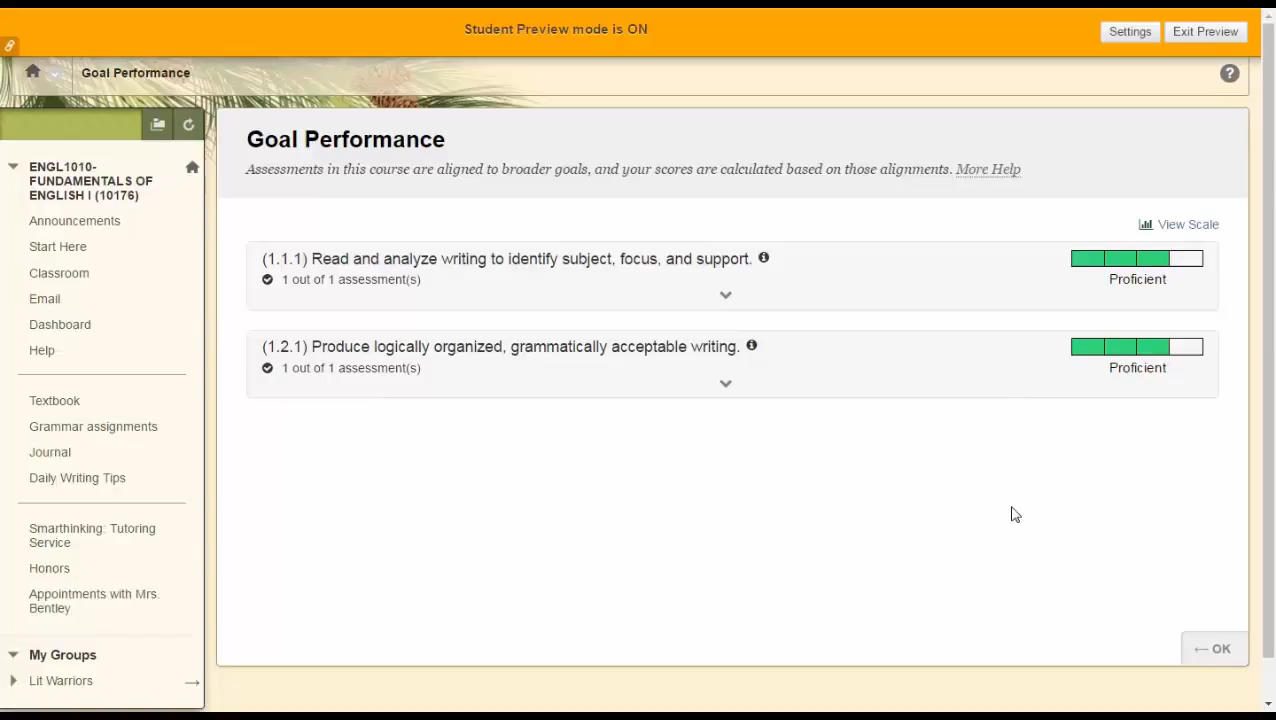 Student Preview mode is ON
Settings
Exit Preview
Goal Performance
ENGL1010-
FUNDAMENTALS OF
ENGLISH I (10176)
Announcements
Start Here
Classroom
Email
Dashboard
Help
Textbook
Grammar assignments
Journal
Daily Writing Tips
Smarthinking: Tutoring
Service
Honors
Appointments with Mrs.
Bentley
My Groups
Lit Warriors
Goal Performance
Assessments in this course are aligned to broader goals, and your scores are calculated based on those alignments. More Help
View Scale
(1.1.1) Read and analyze writing to identify subject, focus, and support.
1 out of 1 assessment(s)
Proficient
(1.2.1) Produce logically organized, grammatically acceptable writing.
1 out of 1 assessment(s)
Proficient
← OK